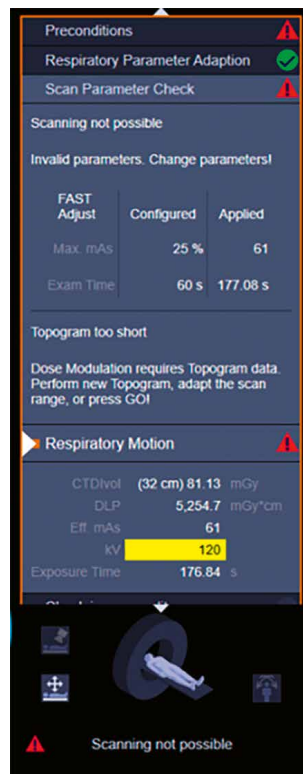 Preconditions
Respiratory Parameter Adaption
Scan Parameter Check
Scanning not possible
Invalid parameters. Change parameters!
FAST
Adjust Configured Applied
Max. mAs 25 % 61
Exam Time 60 s 177.08 s
Topogram too short
Dose Modulation requires Topogram data.
Perform new Topogram, adapt the scan
range, or press GO!
Respiratory Motion
CTDIvol (32 cm) 81.13 mGy
DLP 5,254.7 mGy*cm
Eff. mAs 61
kV 120
Exposure Time 176.84 s
Scanning not possible